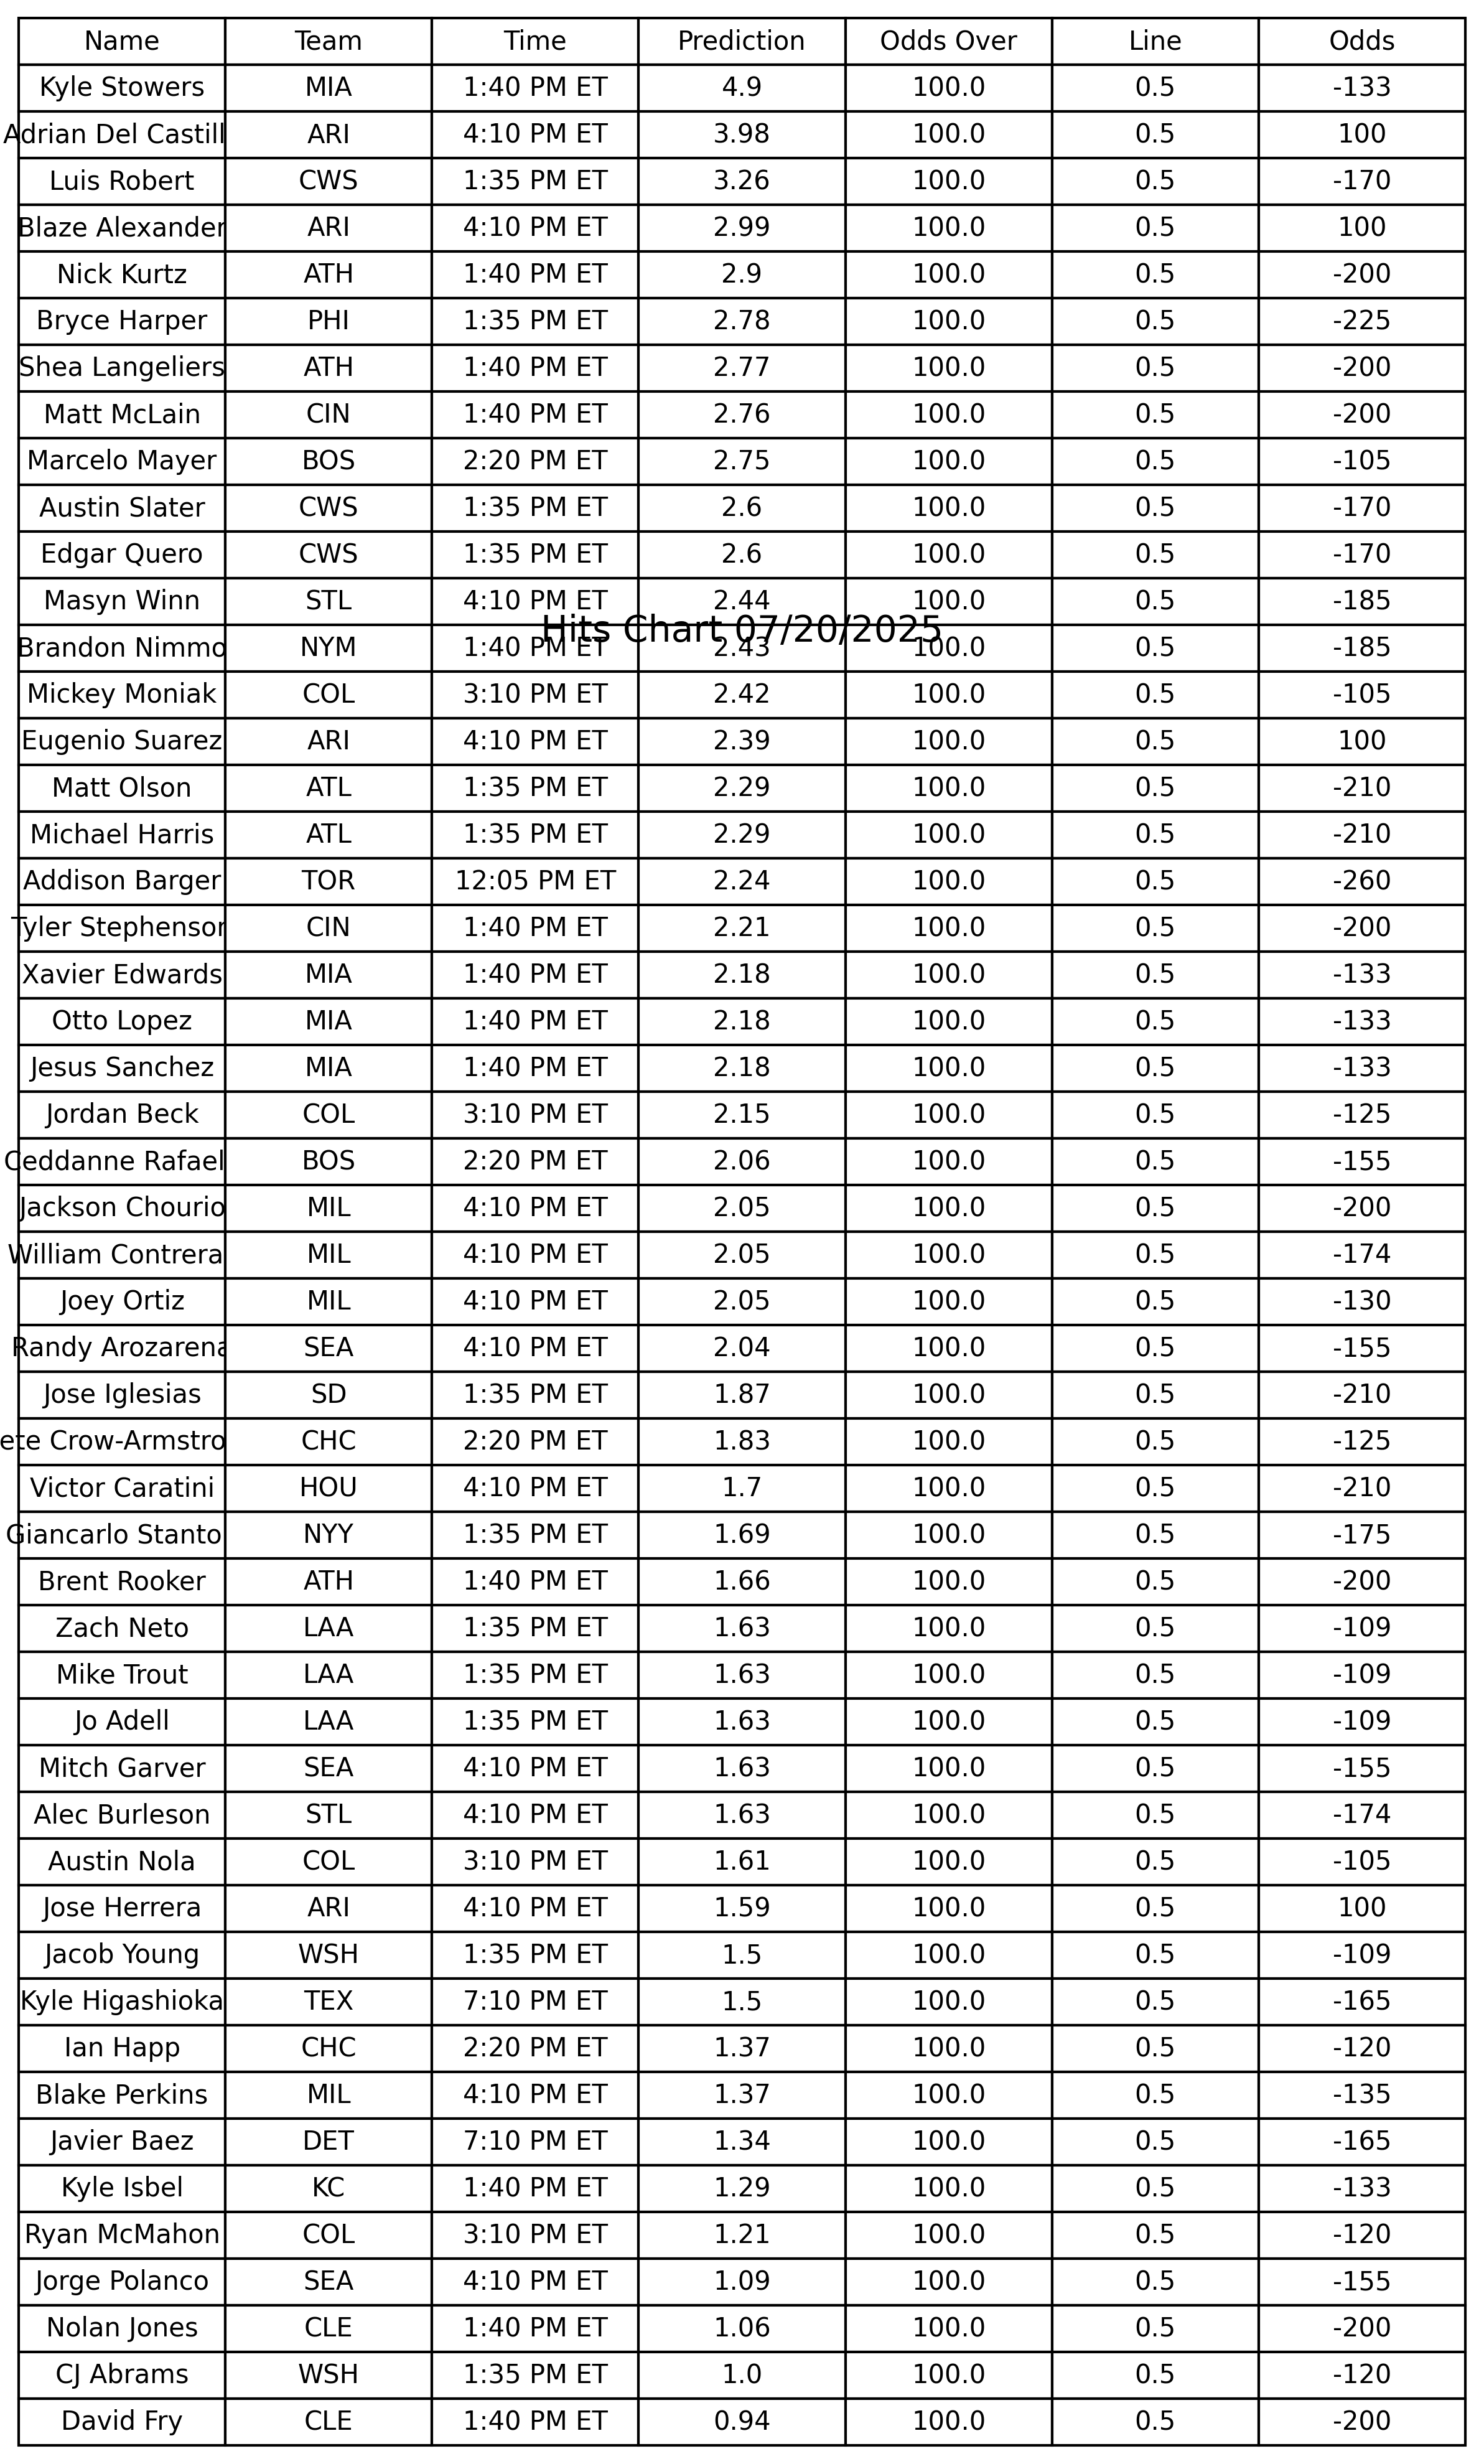 Name Team Time Prediction Odds Over Line Odds
Kyle Stowers MIA 1:40 PM ET 4.9 100.0 0.5 -133
Adrian Del Castill ARI 4:10 PM ET 3.98 100.0 0.5 100
Luis Robert CWS 1:35 PM ET 3.26 100.0 0.5 -170
Blaze Alexander ARI 4:10 PM ET 2.99 100.0 0.5 100
Nick Kurtz ATH 1:40 PM ET 2.9 100.0 0.5 -200
Bryce Harper PHI 1:35 PM ET 2.78 100.0 0.5 -225
Shea Langeliers ATH 1:40 PM ET 2.77 100.0 0.5 -200
Matt McLain CIN 1:40 PM ET 2.76 100.0 0.5 -200
Marcelo Mayer BOS 2:20 PM ET 2.75 100.0 0.5 -105
Austin Slater CWS 1:35 PM ET 2.6 100.0 0.5 -170
Edgar Quero CWS 1:35 PM ET 2.6 100.0 0.5 -170
Masyn Winn STL 4:10 PM ET 2.44 100.0 0.5 -185
Hits Chart 07/20/2025
Brandon Nimmo NYM 1:40 PM ET 2.43 100.0 0.5 -185
Mickey Moniak COL 3:10 PM ET 2.42 100.0 0.5 -105
Eugenio Suarez ARI 4:10 PM ET 2.39 100.0 0.5 100
Matt Olson ATL 1:35 PM ET 2.29 100.0 0.5 -210
Michael Harris ATL 1:35 PM ET 2.29 100.0 0.5 -210
Addison Barger TOR 12:05 PM ET 2.24 100.0 0.5 -260
Tyler Stephenson CIN 1:40 PM ET 2.21 100.0 0.5 -200
Xavier Edwards MIA 1:40 PM ET 2.18 100.0 0.5 -133
Otto Lopez MIA 1:40 PM ET 2.18 100.0 0.5 -133
Jesus Sanchez MIA 1:40 PM ET 2.18 100.0 0.5 -133
Jordan Beck COL 3:10 PM ET 2.15 100.0 0.5 -125
Ceddanne Rafael BOS 2:20 PM ET 2.06 100.0 0.5 -155
Jackson Chourio MIL 4:10 PM ET 2.05 100.0 0.5 -200
William Contrera MIL 4:10 PM ET 2.05 100.0 0.5 -174
Joey Ortiz MIL 4:10 PM ET 2.05 100.0 0.5 -130
Randy Arozarena SEA 4:10 PM ET 2.04 100.0 0.5 -155
Jose Iglesias SD 1:35 PM ET 1.87 100.0 0.5 -210
ete Crow-Armstro CHC 2:20 PM ET 1.83 100.0 0.5 -125
Victor Caratini HOU 4:10 PM ET 1.7 100.0 0.5 -210
Giancarlo Stanto NYY 1:35 PM ET 1.69 100.0 0.5 -175
Brent Rooker ATH 1:40 PM ET 1.66 100.0 0.5 -200
Zach Neto LAA 1:35 PM ET 1.63 100.0 0.5 -109
Mike Trout LAA 1:35 PM ET 1.63 100.0 0.5 -109
Jo Adell LAA 1:35 PM ET 1.63 100.0 0.5 -109
Mitch Garver SEA 4:10 PM ET 1.63 100.0 0.5 -155
Alec Burleson STL 4:10 PM ET 1.63 100.0 0.5 -174
Austin Nola COL 3:10 PM ET 1.61 100.0 0.5 -105
Jose Herrera ARI 4:10 PM ET 1.59 100.0 0.5 100
Jacob Young WSH 1:35 PM ET 1.5 100.0 0.5 -109
Kyle Higashioka TEX 7:10 PM ET 1.5 100.0 0.5 -165
Ian Happ CHC 2:20 PM ET 1.37 100.0 0.5 -120
Blake Perkins MIL 4:10 PM ET 1.37 100.0 0.5 -135
Javier Baez DET 7:10 PM ET 1.34 100.0 0.5 -165
Kyle Isbel KC 1:40 PM ET 1.29 100.0 0.5 -133
Ryan McMahon COL 3:10 PM ET 1.21 100.0 0.5 -120
Jorge Polanco SEA 4:10 PM ET 1.09 100.0 0.5 -155
Nolan Jones CLE 1:40 PM ET 1.06 100.0 0.5 -200
CJ Abrams WSH 1:35 PM ET 1.0 100.0 0.5 -120
David Fry CLE 1:40 PM ET 0.94 100.0 0.5 -200